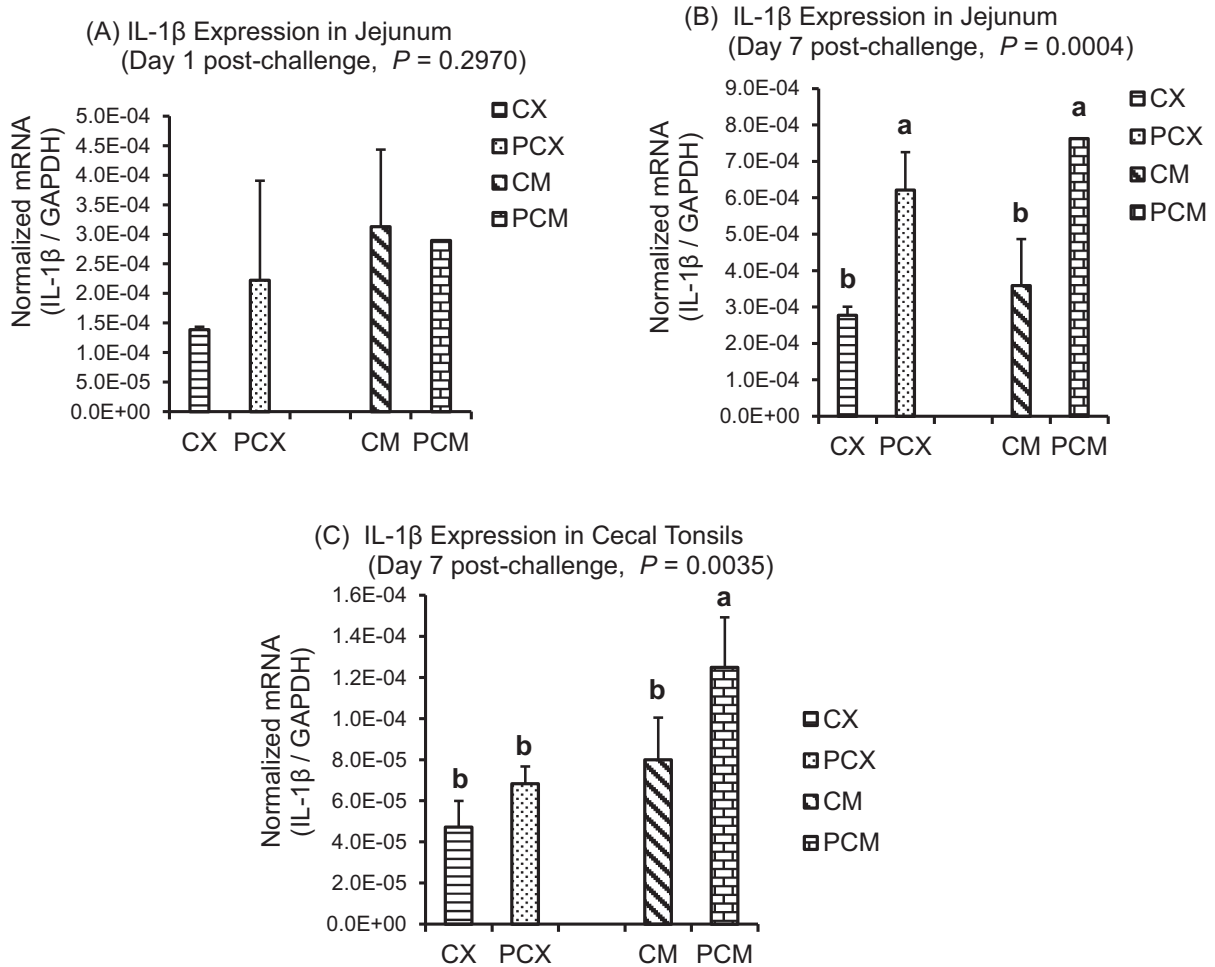 (A) IL-1β Expression in Jejunum
(Day 1 post-challenge, P = 0.2970)
Normalized mRNA
(IL-1β / GAPDH)
5.0E-04
4.5E-04
4.0E-04
3.5E-04
3.0E-04
2.5E-04
2.0E-04
1.5E-04
1.0E-04
5.0E-05
0.0E+00
CX PCX CM PCM
CX
PCX
CM
PCM
(B) IL-1β Expression in Jejunum
(Day 7 post-challenge, P = 0.0004)
Normalized mRNA
(IL-1β / GAPDH)
9.0E-04
8.0E-04
7.0E-04
6.0E-04
5.0E-04
4.0E-04
3.0E-04
2.0E-04
1.0E-04
0.0E+00
b a b a
CX PCX CM PCM
CX
PCX
CM
PCM
(C) IL-1β Expression in Cecal Tonsils
(Day 7 post-challenge, P = 0.0035)
Normalized mRNA
(IL-1β / GAPDH)
1.6E-04
1.4E-04
1.2E-04
1.0E-04
8.0E-05
6.0E-05
4.0E-05
2.0E-05
0.0E+00
b b b a
CX PCX CM PCM
CX
PCX
CM
PCM